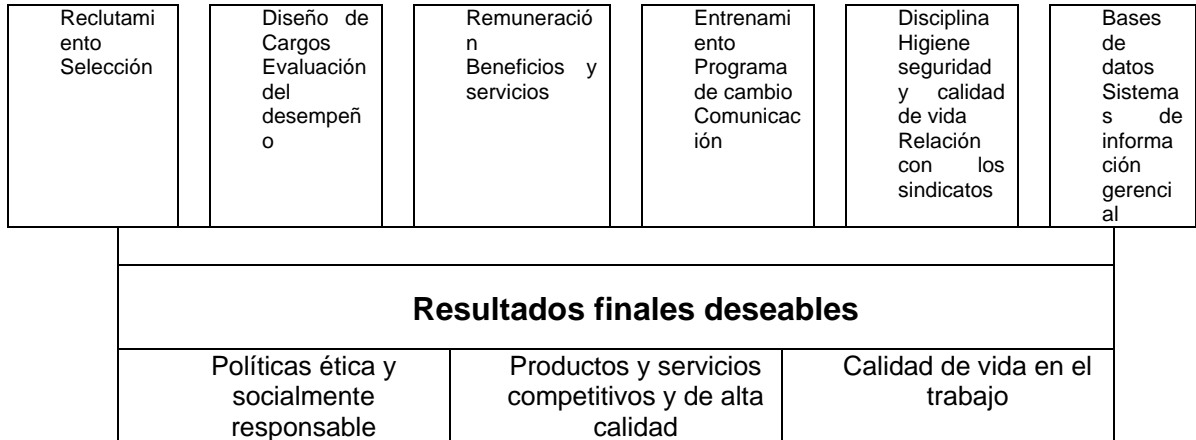 Reclutami
ento
Selección
Diseño de
Cargos
Evaluación
del
desempeñ
o
Remuneració
n
Beneficios y
servicios
Entrenami
ento
Programa
de cambio
Comunicac
ión
Disciplina
Higiene
seguridad
y calidad
de vida
Relación
con los
sindicatos
Bases
de
datos
Sistema
s de
informa
ción
gerenci
al
Resultados finales deseables
Políticas ética y
socialmente
responsable
Productos y servicios
competitivos y de alta
calidad
Calidad de vida en el
trabajo